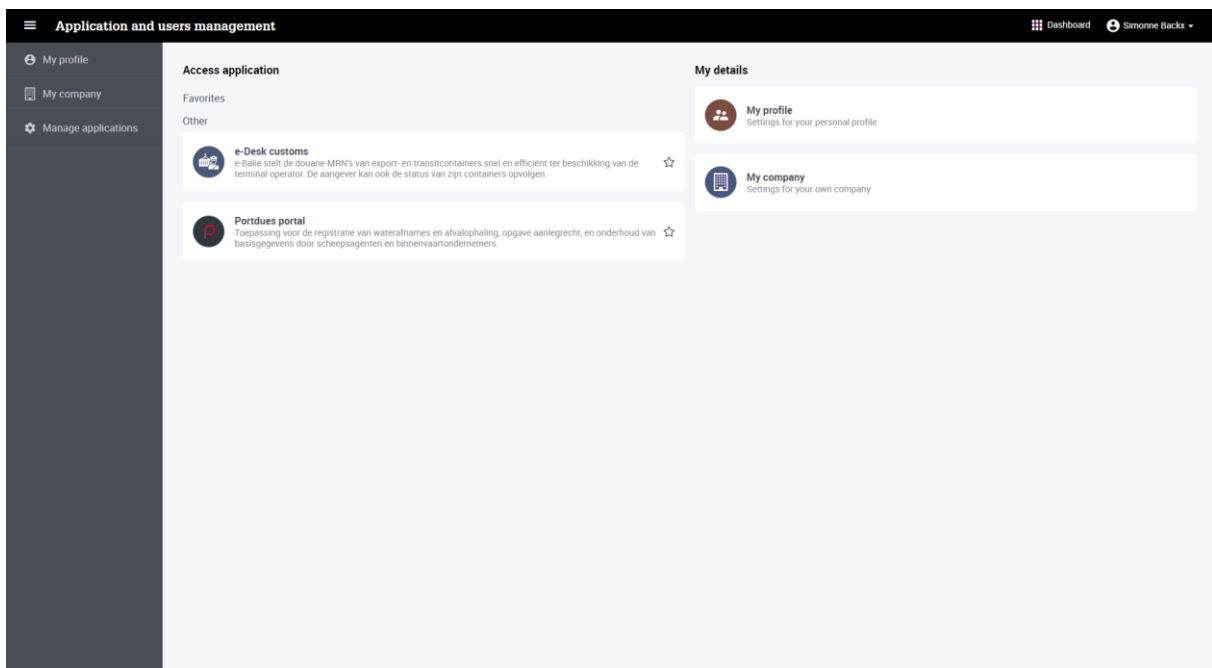 Application and users management
Dashboard
Simonne Backx
My profile
My company
Manage applications
Access application
Favorites
Other
e-Desk customs
e-Balie stelt de douane-MRN's van export- en transitcontainers snel en efficiënt ter beschikking van de
terminal operator. De aangever kan ook de status van zijn containers opvolgen.
Portdues portal
Toepassing voor de registratie van waterafnames en afvalophaling, opgave aanlegrecht, en onderhoud van
basisgegevens door scheepsagenten en binnenvaartondernemers.
My details
My profile
Settings for your personal profile
My company
Settings for your own company